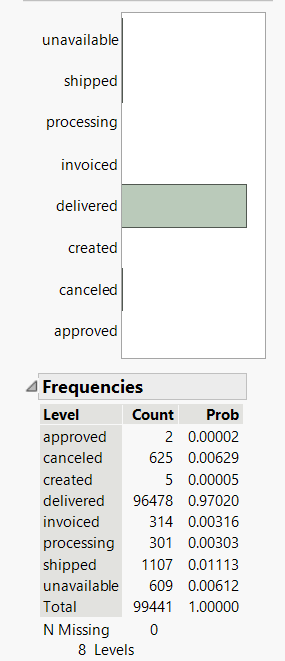 unavailable
shipped
processing
invoiced
delivered
created
canceled
approved
Frequencies
Level Count Prob
approved 2 0.00002
canceled 625 0.00629
created 5 0.00005
delivered 96478 0.97020
invoiced 314 0.00316
processing 301 0.00303
shipped 1107 0.01113
unavailable 609 0.00612
Total 99441 1.00000
N Missing 0
8 Levels